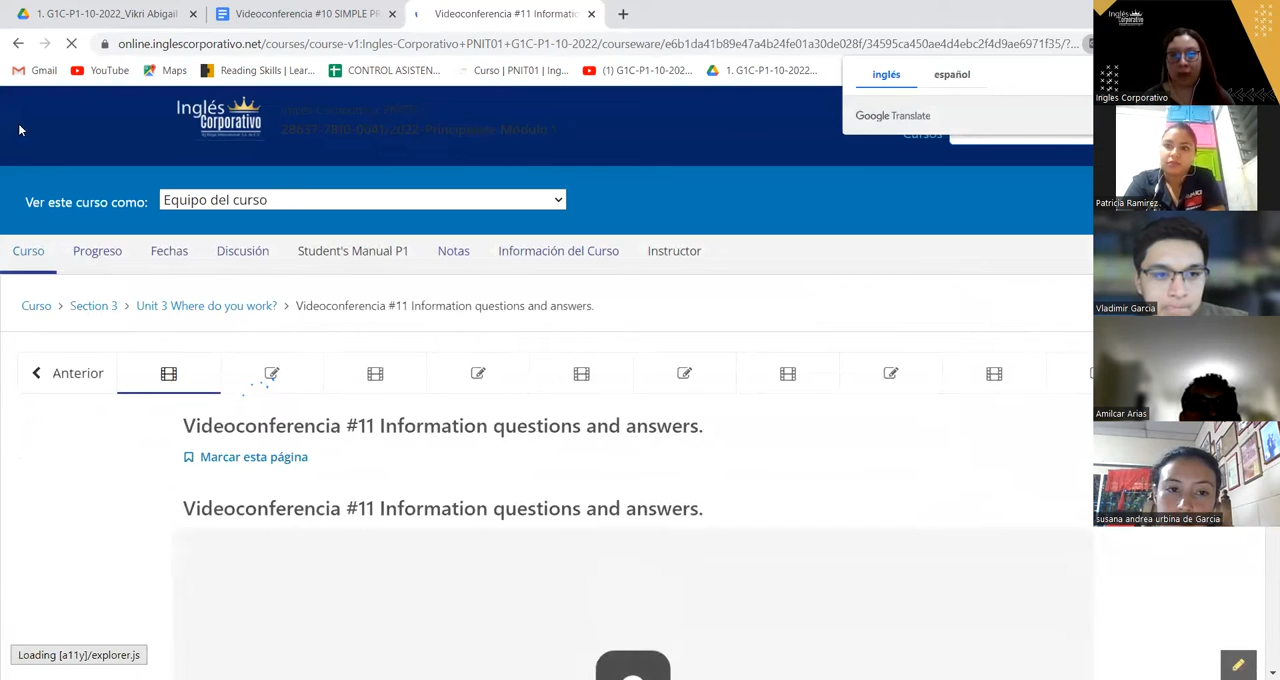 1. G1C-P1-10-2022_Vikri Abigail
Videoconferencia #10 SIMPLE PR
Videoconferencia #11 Informatio
online.inglescorporativo.net/courses/course-v1:Ingles-Corporativo+PNIT01+G1C-P1-10-2022/courseware/e6b1da41b89e47a4b24fe01a30de028f/34595ca450ae4d4ebc2f4d9ae6971f35/?...
Gmail
YouTube
Maps
Reading Skills | Lear...
CONTROL ASISTEN...
Curso | PNIT01 | Ing...
(1) G1C-P1-10-202...
1. G1C-P1-10-2022...
inglés
español
Google Translate
Inglés
Corporativo
Cursos
Ver este curso como:
Equipo del curso
Curso
Progreso
Fechas
Discusión
Student's Manual P1
Notas
Información del Curso
Instructor
Curso > Section 3 > Unit 3 Where do you work? > Videoconferencia #11 Information questions and answers.
Anterior
Videoconferencia #11 Information questions and answers.
Marcar esta página
Videoconferencia #11 Information questions and answers.
Loading [a11y]/explorer.js
Inglés
Corporativo
Ingles Corporativo
Patricia Ramirez
Vladimir Garcia
Amilcar Arias
susana andrea urbina de Garcia